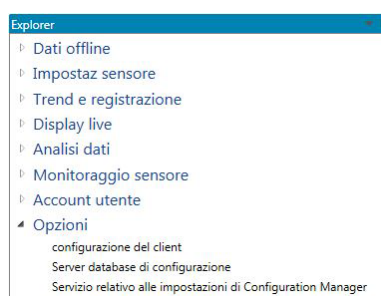 Explorer
Dati offline
Impostaz sensore
Trend e registrazione
Display live
Analisi dati
Monitoraggio sensore
Account utente
Opzioni
configurazione del client
Server database di configurazione
Servizio relativo alle impostazioni di Configuration Manager